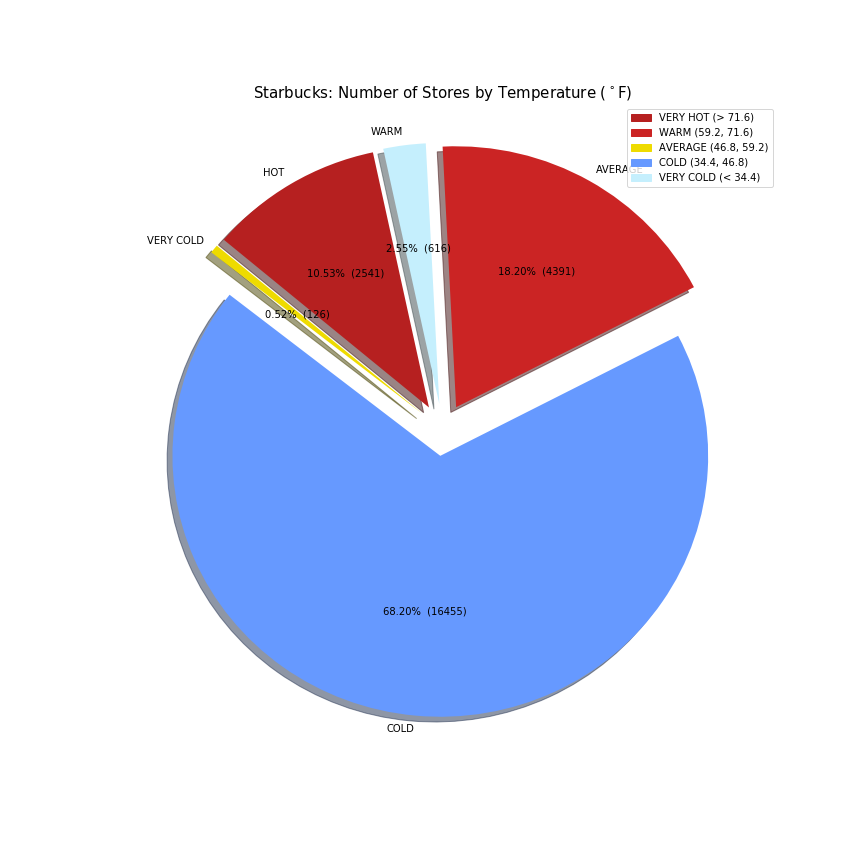 Starbucks: Number of Stores by Temperature (°F)
VERY HOT (> 71.6)
WARM (59.2, 71.6)
AVERAGE (46.8, 59.2)
COLD (34.4, 46.8)
VERY COLD (< 34.4)
WARM
HOT
AVERAGE
VERY COLD
2.55% (616)
10.53% (2541)
18.20% (4391)
0.52% (126)
68.20% (16455)
COLD